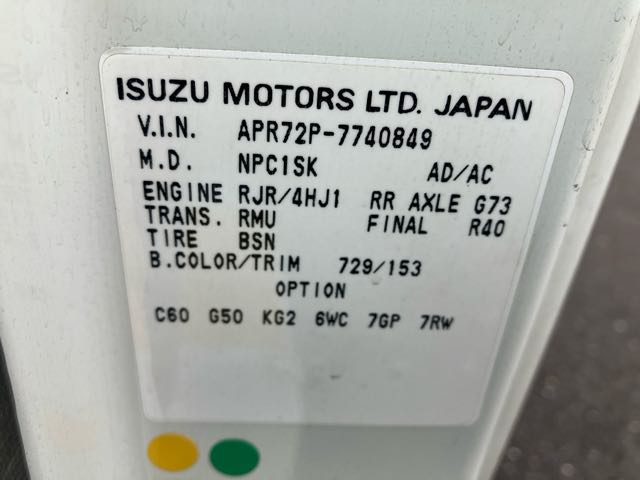 ISUZU MOTORS LTD. JAPAN
V.I.N. APR72P-7740849
M.D. NPC1SK AD/AC
ENGINE RJR/4HJ1 RR AXLE G73
TRANS. RMU FINAL R40
TIRE BSN
B.COLOR/TRIM 729/153
OPTION
C60 G50 KG2 6WC 7GP 7RW